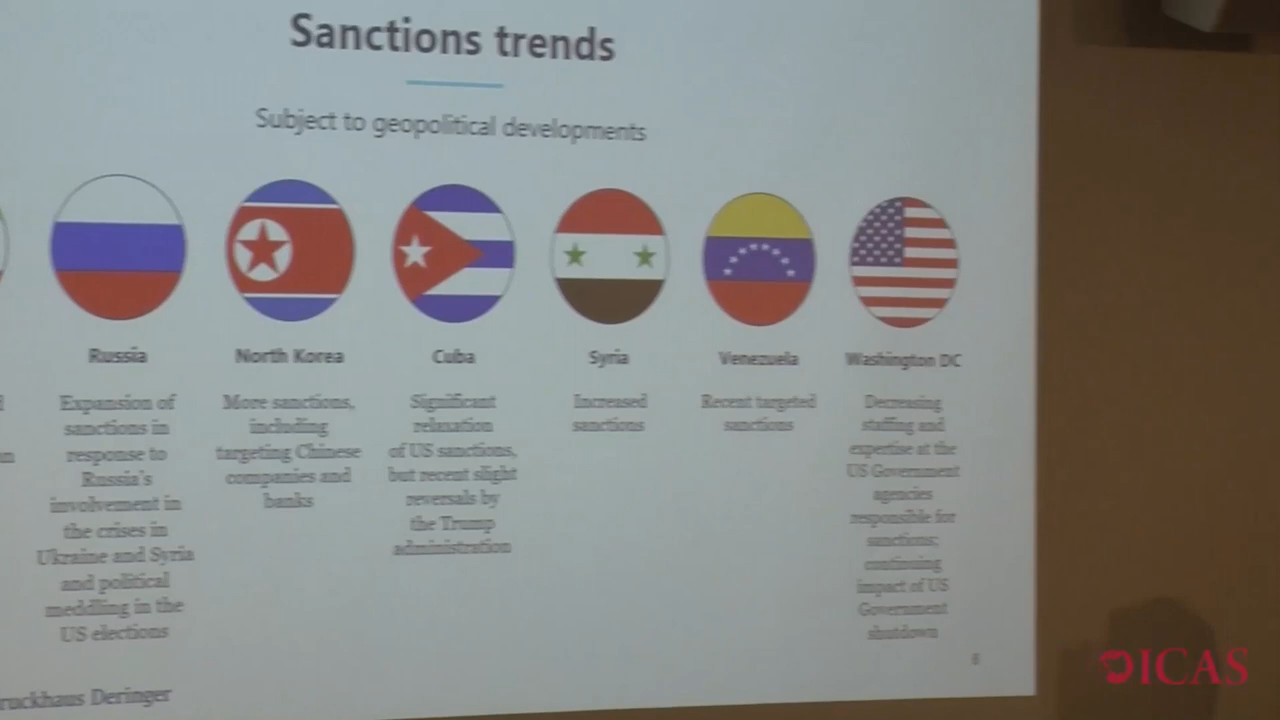 Sanctions trends
Subject to geopolitical developments
Russia
Expansion of
sanctions in
response to
Russia's
involvement in
the crises in
Ukraine and Syria
and political
meddling in the
US elections
North Korea
More sanctions,
including
targeting Chinese
companies and
banks
Cuba
Significant
relaxation
of US sanctions,
but recent slight
reversals by
the Trump
administration
Syria
Increased
sanctions
Venezuela
Recent targeted
sanctions
Washington DC
Decreasing
staffing and
expertise at the
US Government
agencies
responsible for
sanctions;
continuing
impact of US
Government
shutdown
6
ruckhaus Deringer
ICAS